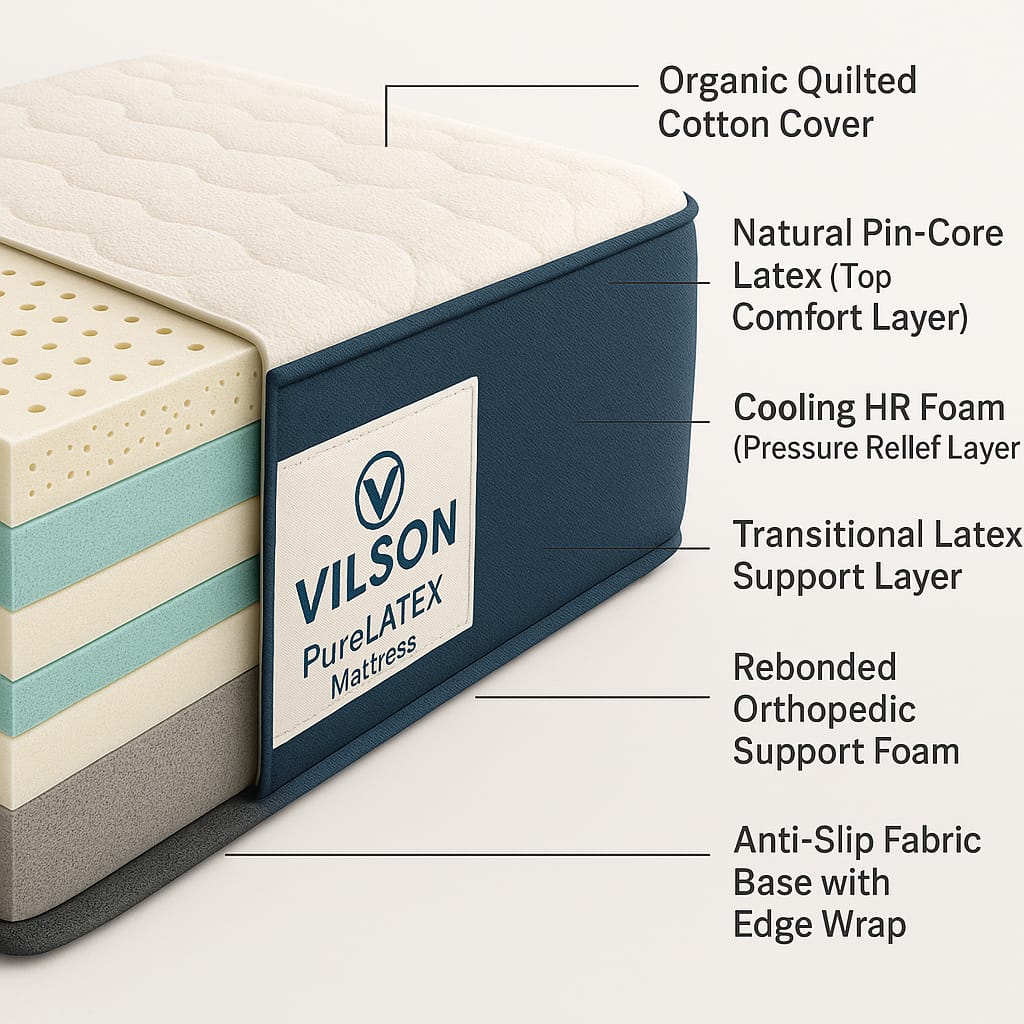 Organic Quilted
Cotton Cover
Natural Pin-Core
Latex (Top
Comfort Layer)
Cooling HR Foam
(Pressure Rellef Layer
Transitional Latex
Support Layer
Rebonded
Orthopedic
Support Foam
Anti-Slip Fabric
Base with
Edge Wrap
V
VILSON
PureLATEX
Mattress